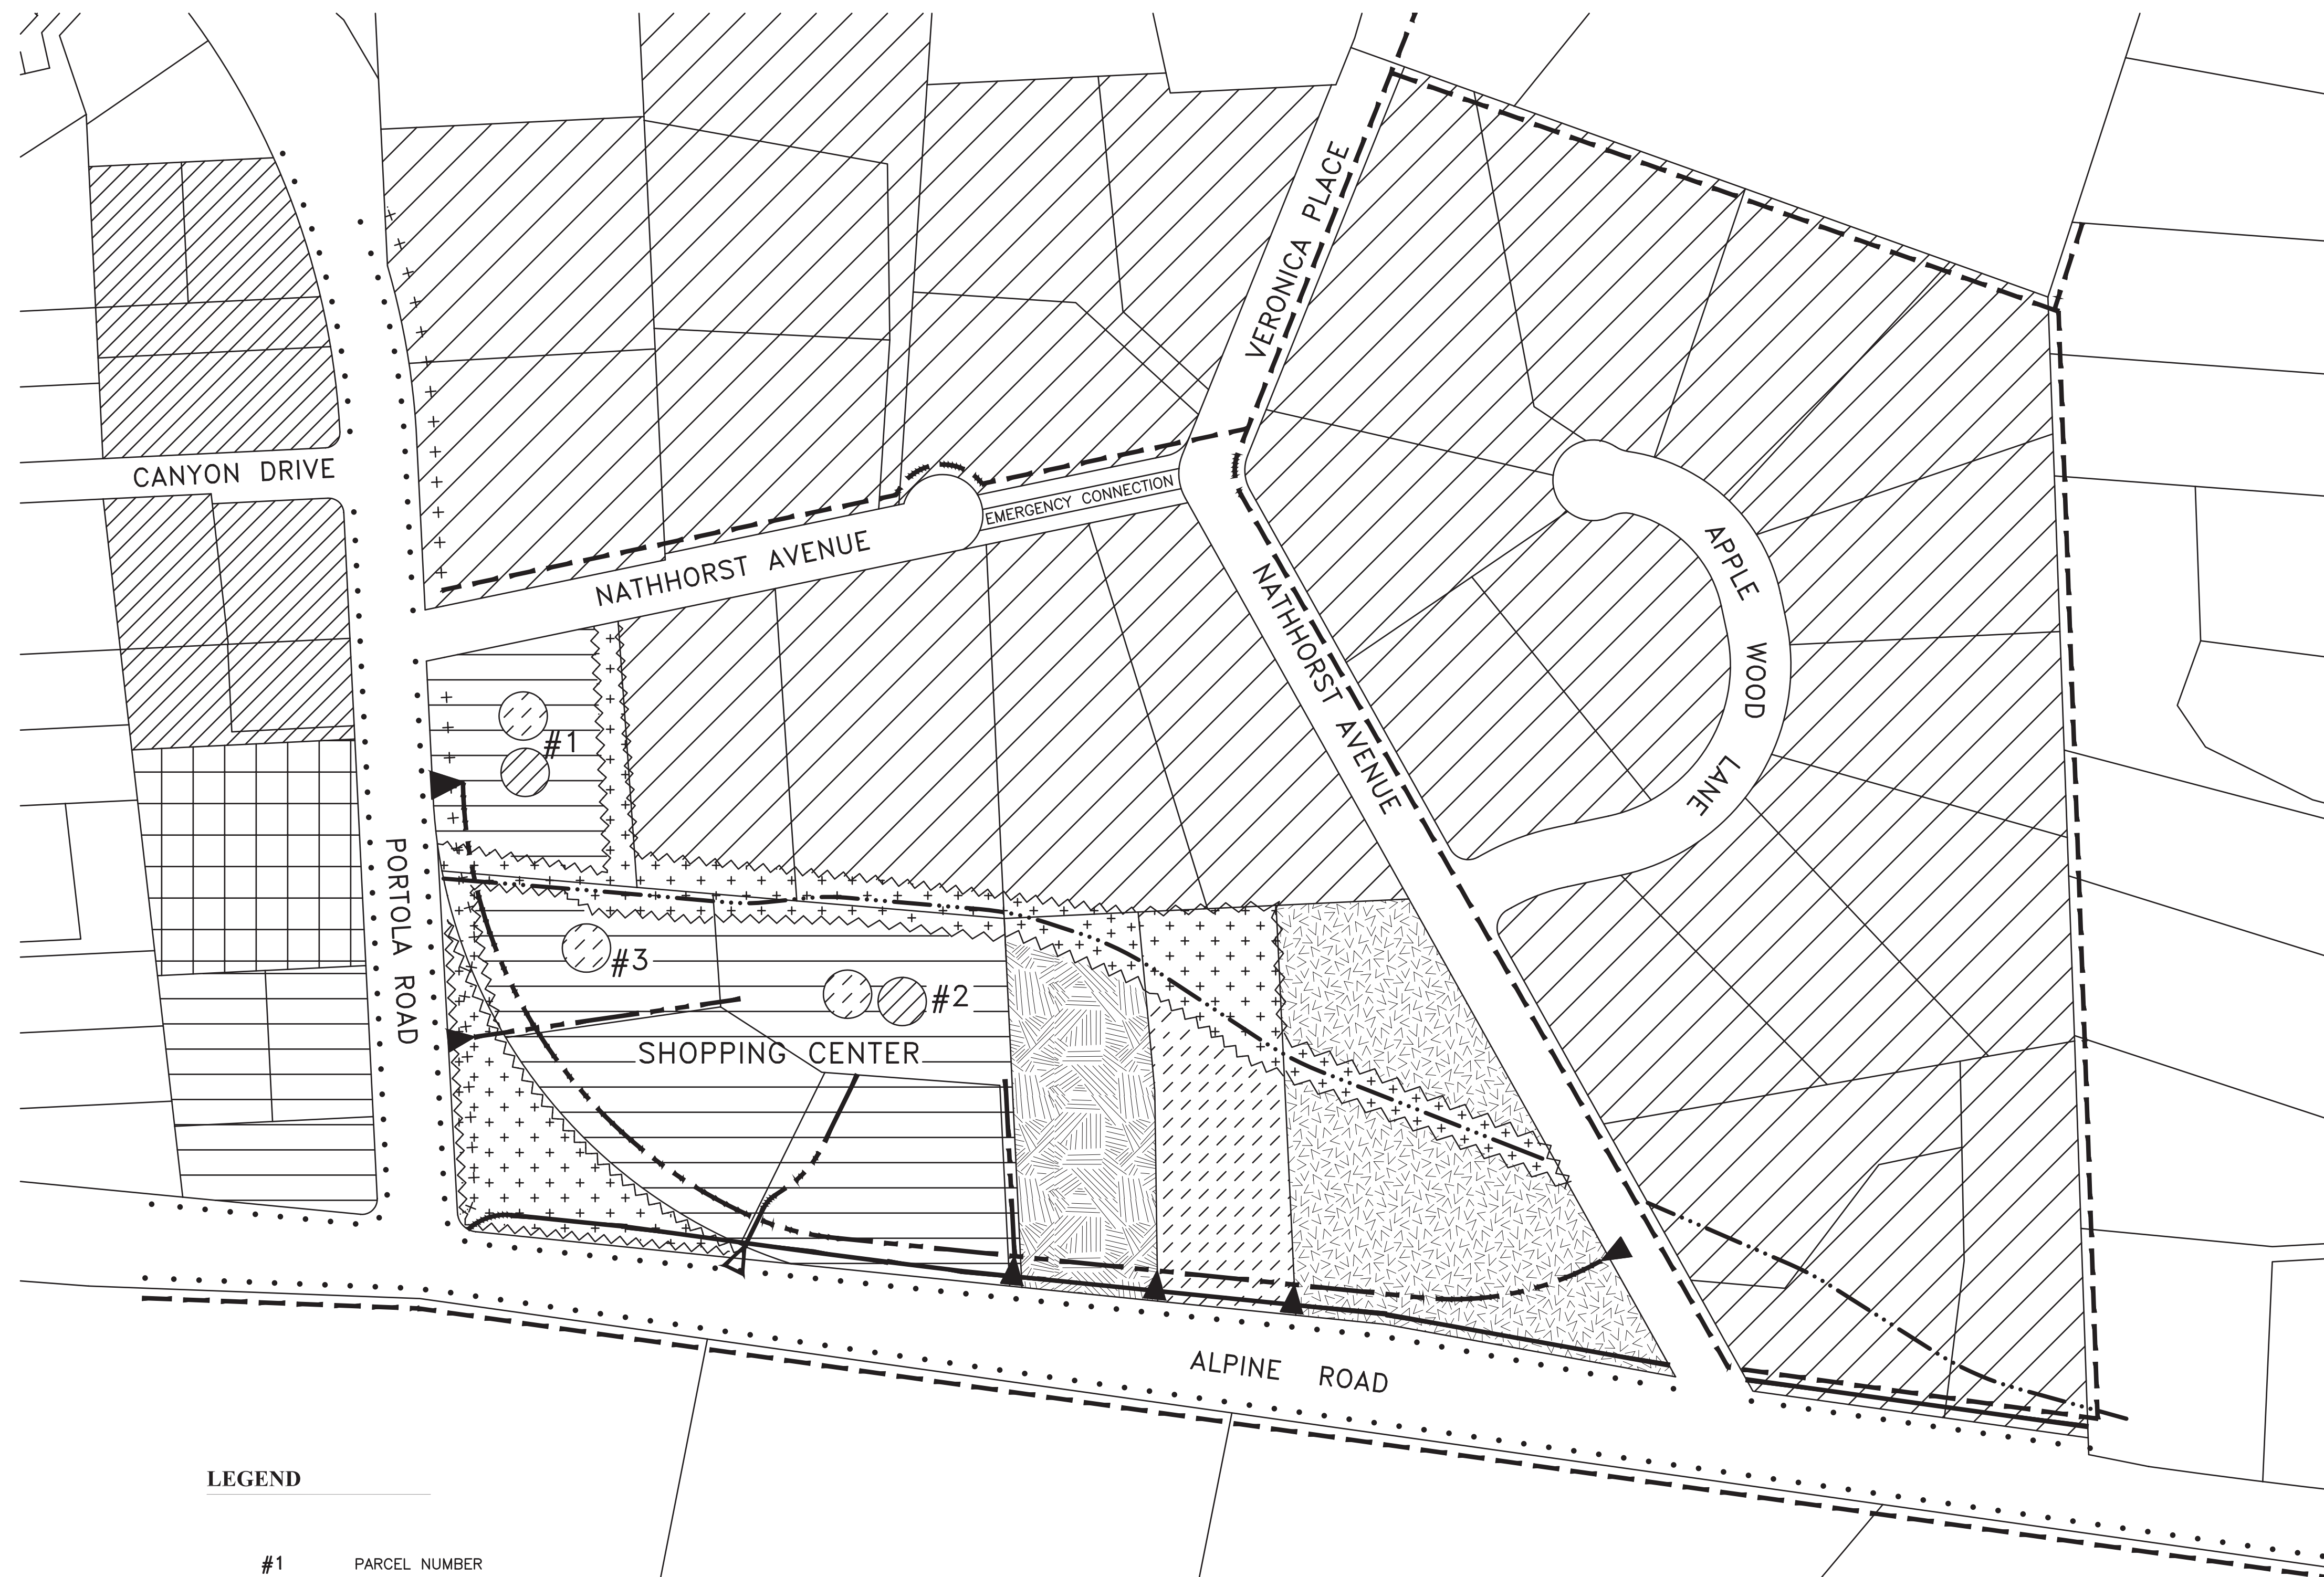 VERONICA PLACE
CANYON DRIVE
EMERGENCY CONNECTION
NATHHORST AVENUE
APPLE
WOOD
LANE
NATHHORST AVENUE
#1
PORTOLA ROAD
#3
#2
SHOPPING CENTER
ALPINE ROAD
LEGEND
#1 PARCEL NUMBER